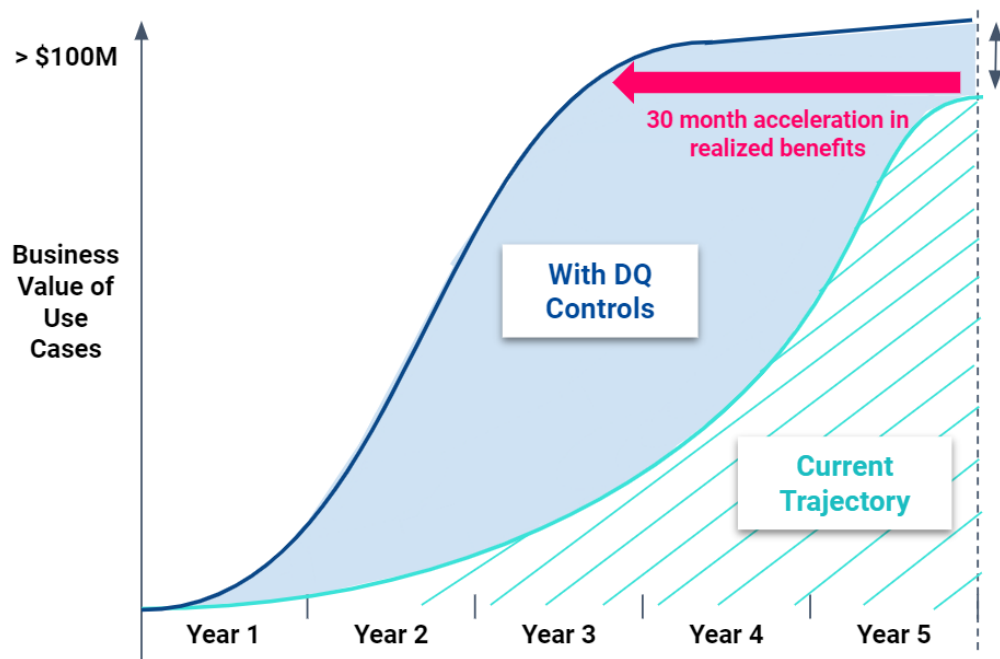 > $100M
30 month acceleration in
realized benefits
Business
Value of
Use
Cases
With DQ
Controls
Current
Trajectory
Year 1
Year 2
Year 3
Year 4
Year 5